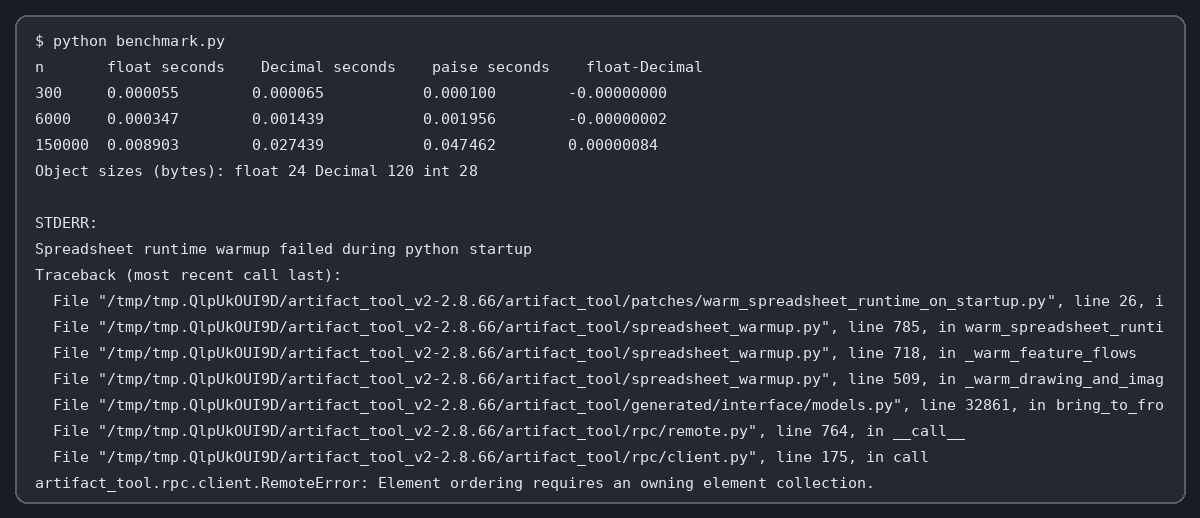 $ python benchmark.py
n       float seconds    Decimal seconds    paise seconds    float-Decimal
300     0.000055        0.000065           0.000100        -0.00000000
6000    0.000347        0.001439           0.001956        -0.00000002
150000  0.008903        0.027439           0.047462        0.00000084
Object sizes (bytes): float 24 Decimal 120 int 28

STDERR:
Spreadsheet runtime warmup failed during python startup
Traceback (most recent call last):
  File "/tmp/tmp.QlpUkOUI9D/artifact_tool_v2-2.8.66/artifact_tool/patches/warm_spreadsheet_runtime_on_startup.py", line 26, i
  File "/tmp/tmp.QlpUkOUI9D/artifact_tool_v2-2.8.66/artifact_tool/spreadsheet_warmup.py", line 785, in warm_spreadsheet_runti
  File "/tmp/tmp.QlpUkOUI9D/artifact_tool_v2-2.8.66/artifact_tool/spreadsheet_warmup.py", line 718, in _warm_feature_flows
  File "/tmp/tmp.QlpUkOUI9D/artifact_tool_v2-2.8.66/artifact_tool/spreadsheet_warmup.py", line 509, in _warm_drawing_and_imag
  File "/tmp/tmp.QlpUkOUI9D/artifact_tool_v2-2.8.66/artifact_tool/generated/interface/models.py", line 32861, in bring_to_fro
  File "/tmp/tmp.QlpUkOUI9D/artifact_tool_v2-2.8.66/artifact_tool/rpc/remote.py", line 764, in __call__
  File "/tmp/tmp.QlpUkOUI9D/artifact_tool_v2-2.8.66/artifact_tool/rpc/client.py", line 175, in call
artifact_tool.rpc.client.RemoteError: Element ordering requires an owning element collection.